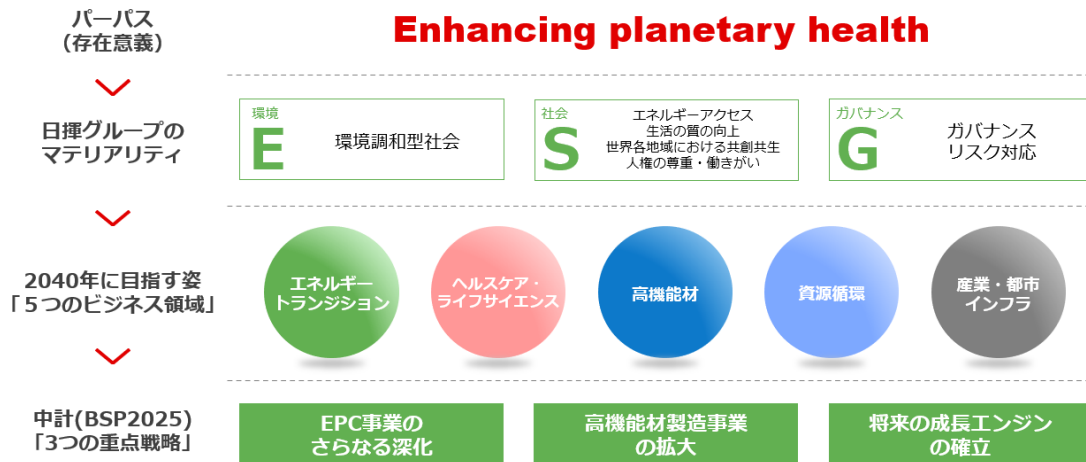 パーパス
(存在意義)
Enhancing planetary health
日揮グループの
マテリアリティ
環境
E
環境調和型社会
社会
S
エネルギーアクセス
生活の質の向上
世界各地域における共創共生
人権の尊重・働きがい
ガバナンス
G
ガバナンス
リスク対応
2040年に目指す姿
「５つのビジネス領域」
エネルギー
トランジション
ヘルスケア・
ライフサイエンス
高機能材
資源循環
産業・都市
インフラ
中計(BSP2025)
「3つの重点戦略」
EPC事業の
さらなる深化
高機能材製造事業
の拡大
将来の成長エンジン
の確立